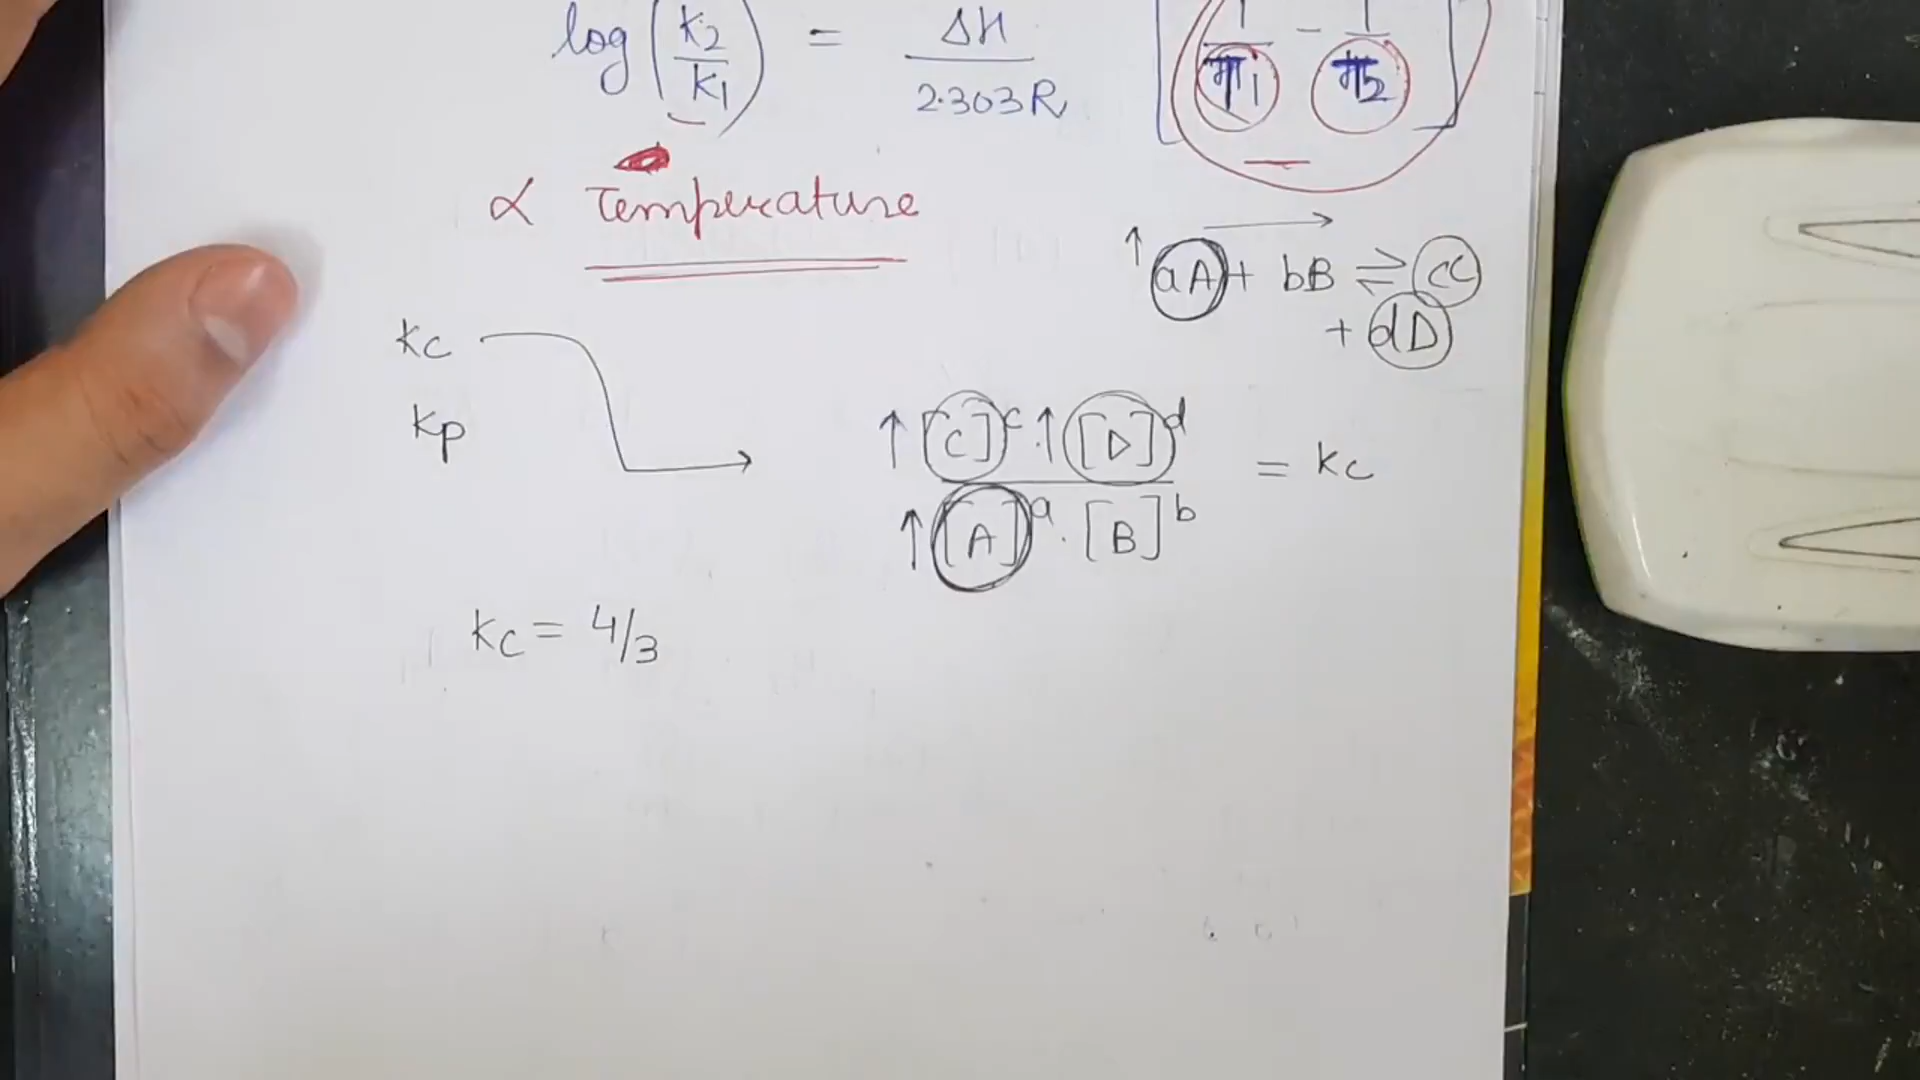 log (k2/k1) = ΔH/2.303R [1/T1 - 1/T2]
∝ Temperature
↑ aA + bB ⇌ cC
+ dD
kc
kp
↑[C]^c . ↑[D]^d / ↑[A]^a . [B]^b = kc
kc = 4/3